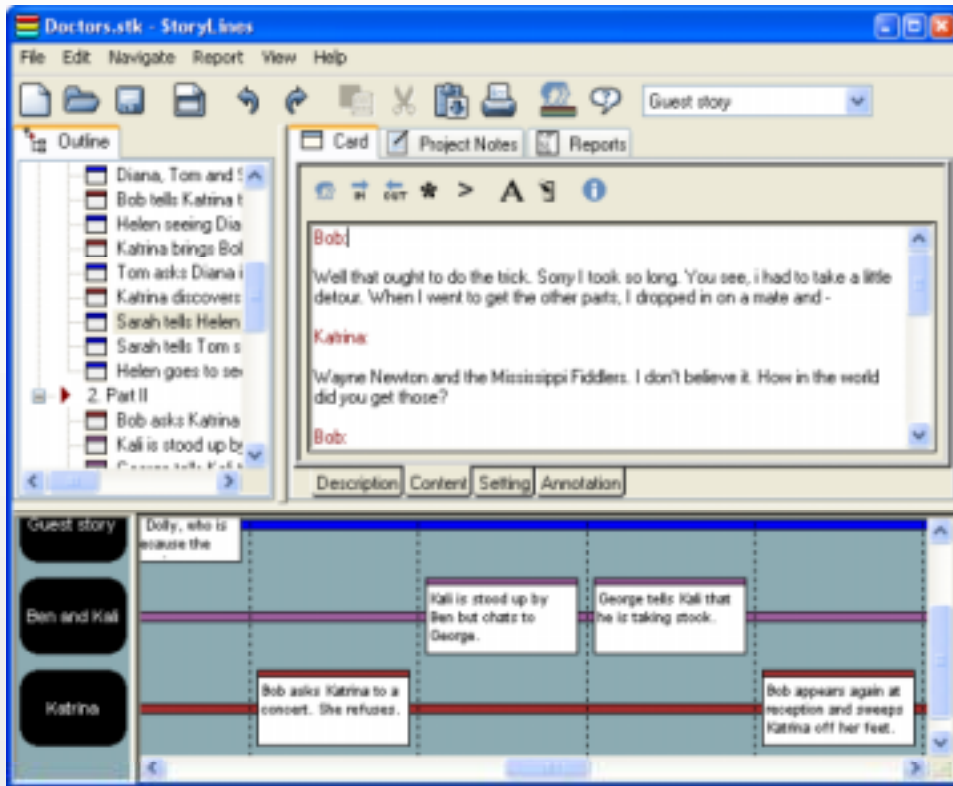 Doctors.stk - StoryLines
File Edit Navigate Report View Help
Guest story
Outline
Card Project Notes Reports
IN OUT * > A
Diana, Tom and S
Bob tells Katrina t
Helen seeing Dia
Katrina brings Bol
Tom asks Diana i
Katrina discovers
Sarah tells Helen
Sarah tells Tom s
Helen goes to see
2. Part II
Bob asks Katrina
Kali is stood up by
George tells Kali t
Bob:
Well that ought to do the trick. Sorry I took so long. You see, i had to take a little
detour. When I went to get the other parts, I dropped in on a mate and -
Katrina:
Wayne Newton and the Mississippi Fiddlers. I don't believe it. How in the world
did you get those?
Bob:
Description Content Setting Annotation
Guest story
Dolly, who is
ecause the
Ben and Kali
Kali is stood up by
Ben but chats to
George.
George tells Kali that
he is taking stock.
Katrina
Bob asks Katrina to a
concert. She refuses.
Bob appears again at
reception and sweeps
Katrina off her feet.